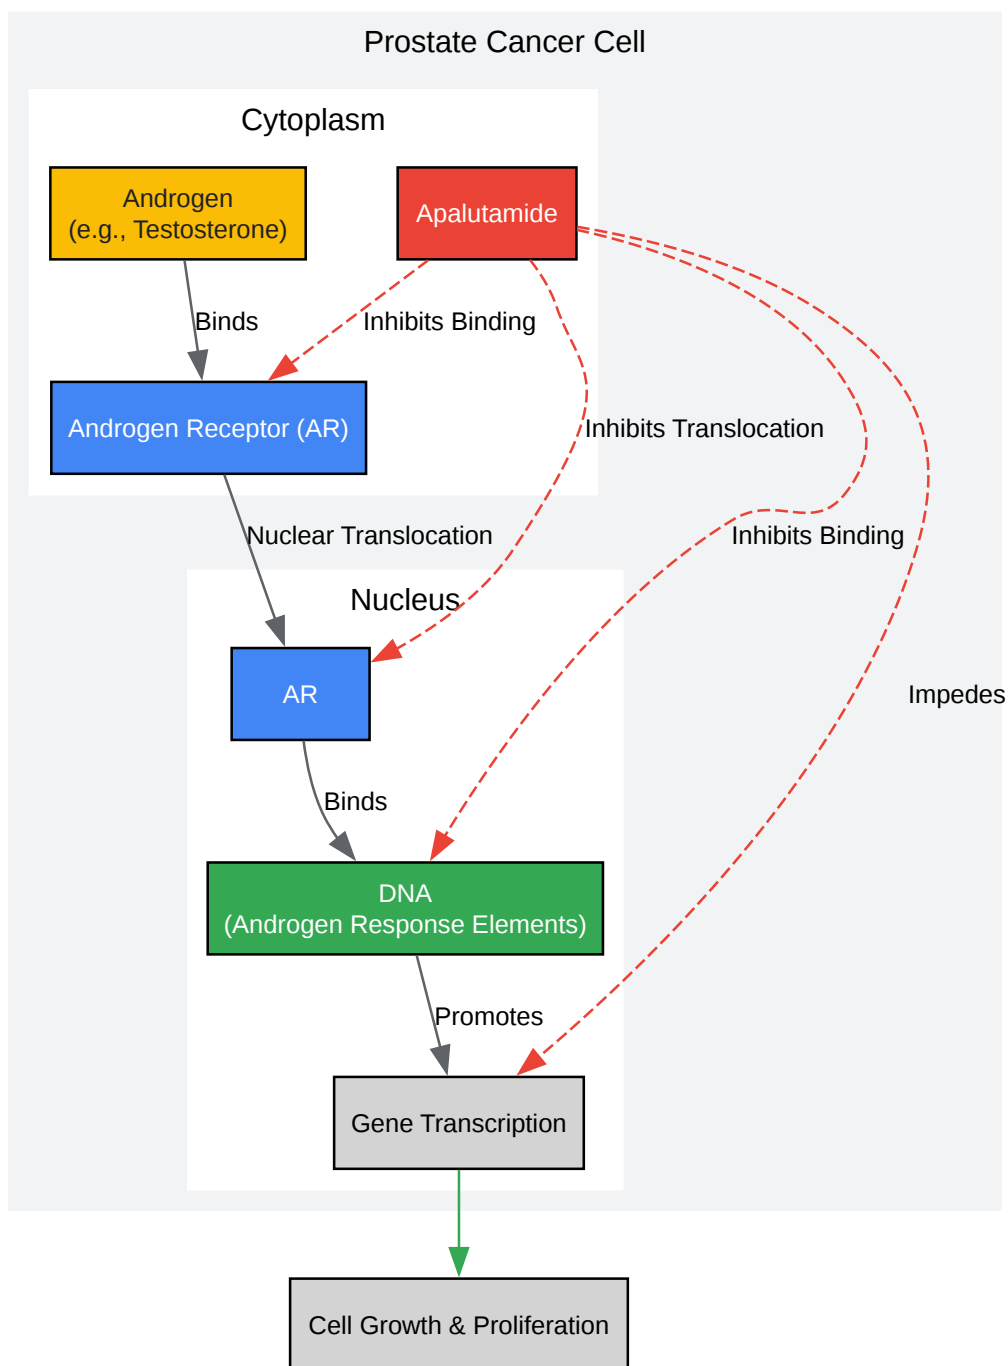 Prostate Cancer Cell
Cytoplasm
Androgen
(e.g., Testosterone)
Apalutamide
Binds
Inhibits Binding
Androgen Receptor (AR)
Inhibits Translocation
Nuclear Translocation
Inhibits Binding
Nucleus
AR
Impedes
Binds
DNA
(Androgen Response Elements)
Promotes
Gene Transcription
Cell Growth & Proliferation